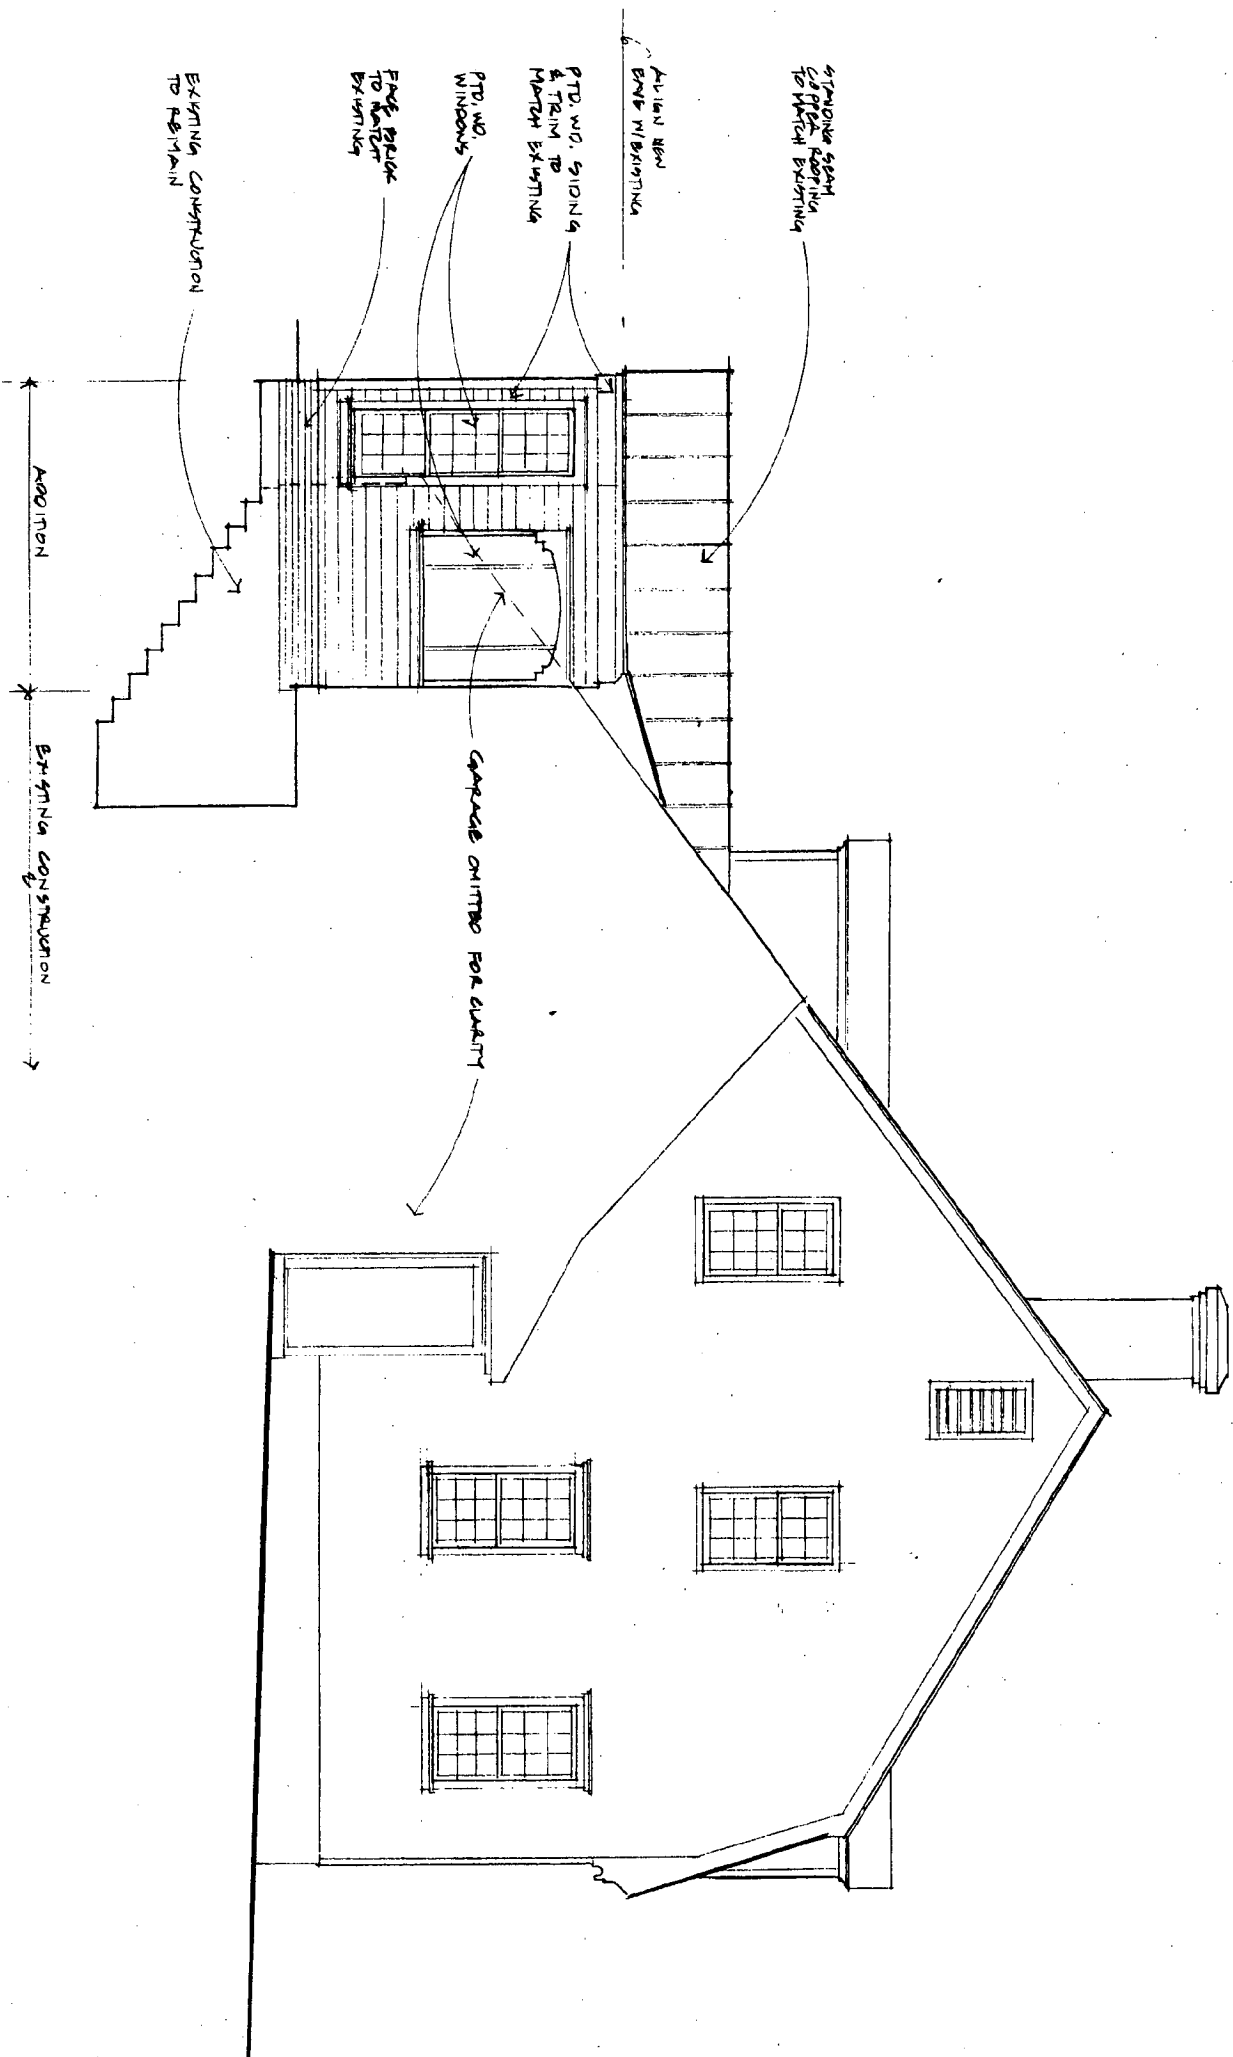 STANDING SEAM
COPPER ROOFING
TO MATCH EXISTING
ALIGN NEW
EAVE W/ EXISTING
PTD. WD. SIDING
& TRIM TO
MATCH EXISTING
PTD. WD.
WINDOWS
FACE BRICK
TO MATCH
EXISTING
EXISTING CONSTRUCTION
TO REMAIN
GARAGE OMITTED FOR CLARITY
ADDITION
EXISTING CONSTRUCTION